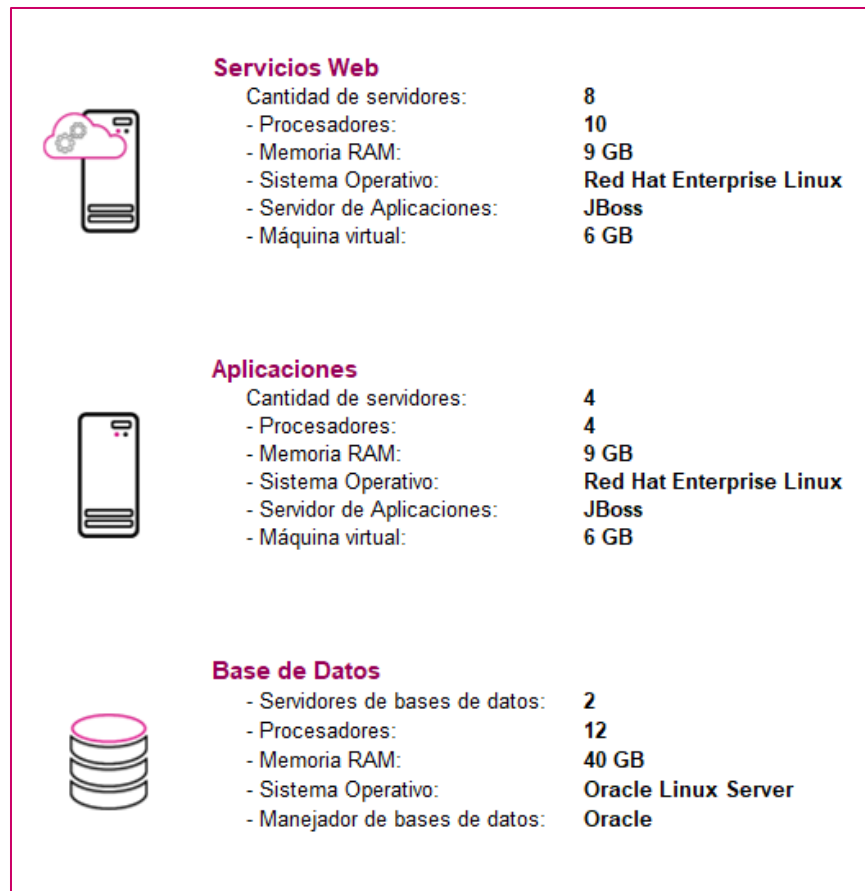 Servicios Web
Cantidad de servidores: 8
- Procesadores: 10
- Memoria RAM: 9 GB
- Sistema Operativo: Red Hat Enterprise Linux
- Servidor de Aplicaciones: JBoss
- Máquina virtual: 6 GB
Aplicaciones
Cantidad de servidores: 4
- Procesadores: 4
- Memoria RAM: 9 GB
- Sistema Operativo: Red Hat Enterprise Linux
- Servidor de Aplicaciones: JBoss
- Máquina virtual: 6 GB
Base de Datos
- Servidores de bases de datos: 2
- Procesadores: 12
- Memoria RAM: 40 GB
- Sistema Operativo: Oracle Linux Server
- Manejador de bases de datos: Oracle